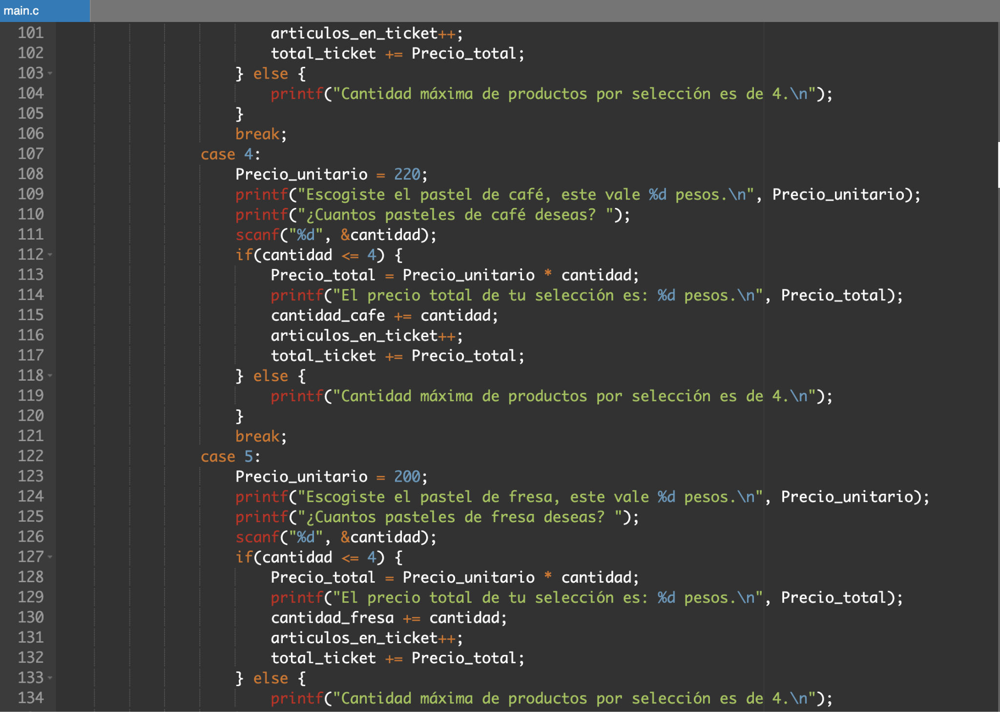 main.c
101 articulos_en_ticket++;
102 total_ticket += Precio_total;
103 } else {
104 printf("Cantidad máxima de productos por selección es de 4.\n");
105 }
106 break;
107 case 4:
108 Precio_unitario = 220;
109 printf("Escogiste el pastel de café, este vale %d pesos.\n", Precio_unitario);
110 printf("¿Cuantos pasteles de café deseas? ");
111 scanf("%d", &cantidad);
112 if(cantidad <= 4) {
113 Precio_total = Precio_unitario * cantidad;
114 printf("El precio total de tu selección es: %d pesos.\n", Precio_total);
115 cantidad_cafe += cantidad;
116 articulos_en_ticket++;
117 total_ticket += Precio_total;
118 } else {
119 printf("Cantidad máxima de productos por selección es de 4.\n");
120 }
121 break;
122 case 5:
123 Precio_unitario = 200;
124 printf("Escogiste el pastel de fresa, este vale %d pesos.\n", Precio_unitario);
125 printf("¿Cuantos pasteles de fresa deseas? ");
126 scanf("%d", &cantidad);
127 if(cantidad <= 4) {
128 Precio_total = Precio_unitario * cantidad;
129 printf("El precio total de tu selección es: %d pesos.\n", Precio_total);
130 cantidad_fresa += cantidad;
131 articulos_en_ticket++;
132 total_ticket += Precio_total;
133 } else {
134 printf("Cantidad máxima de productos por selección es de 4.\n");